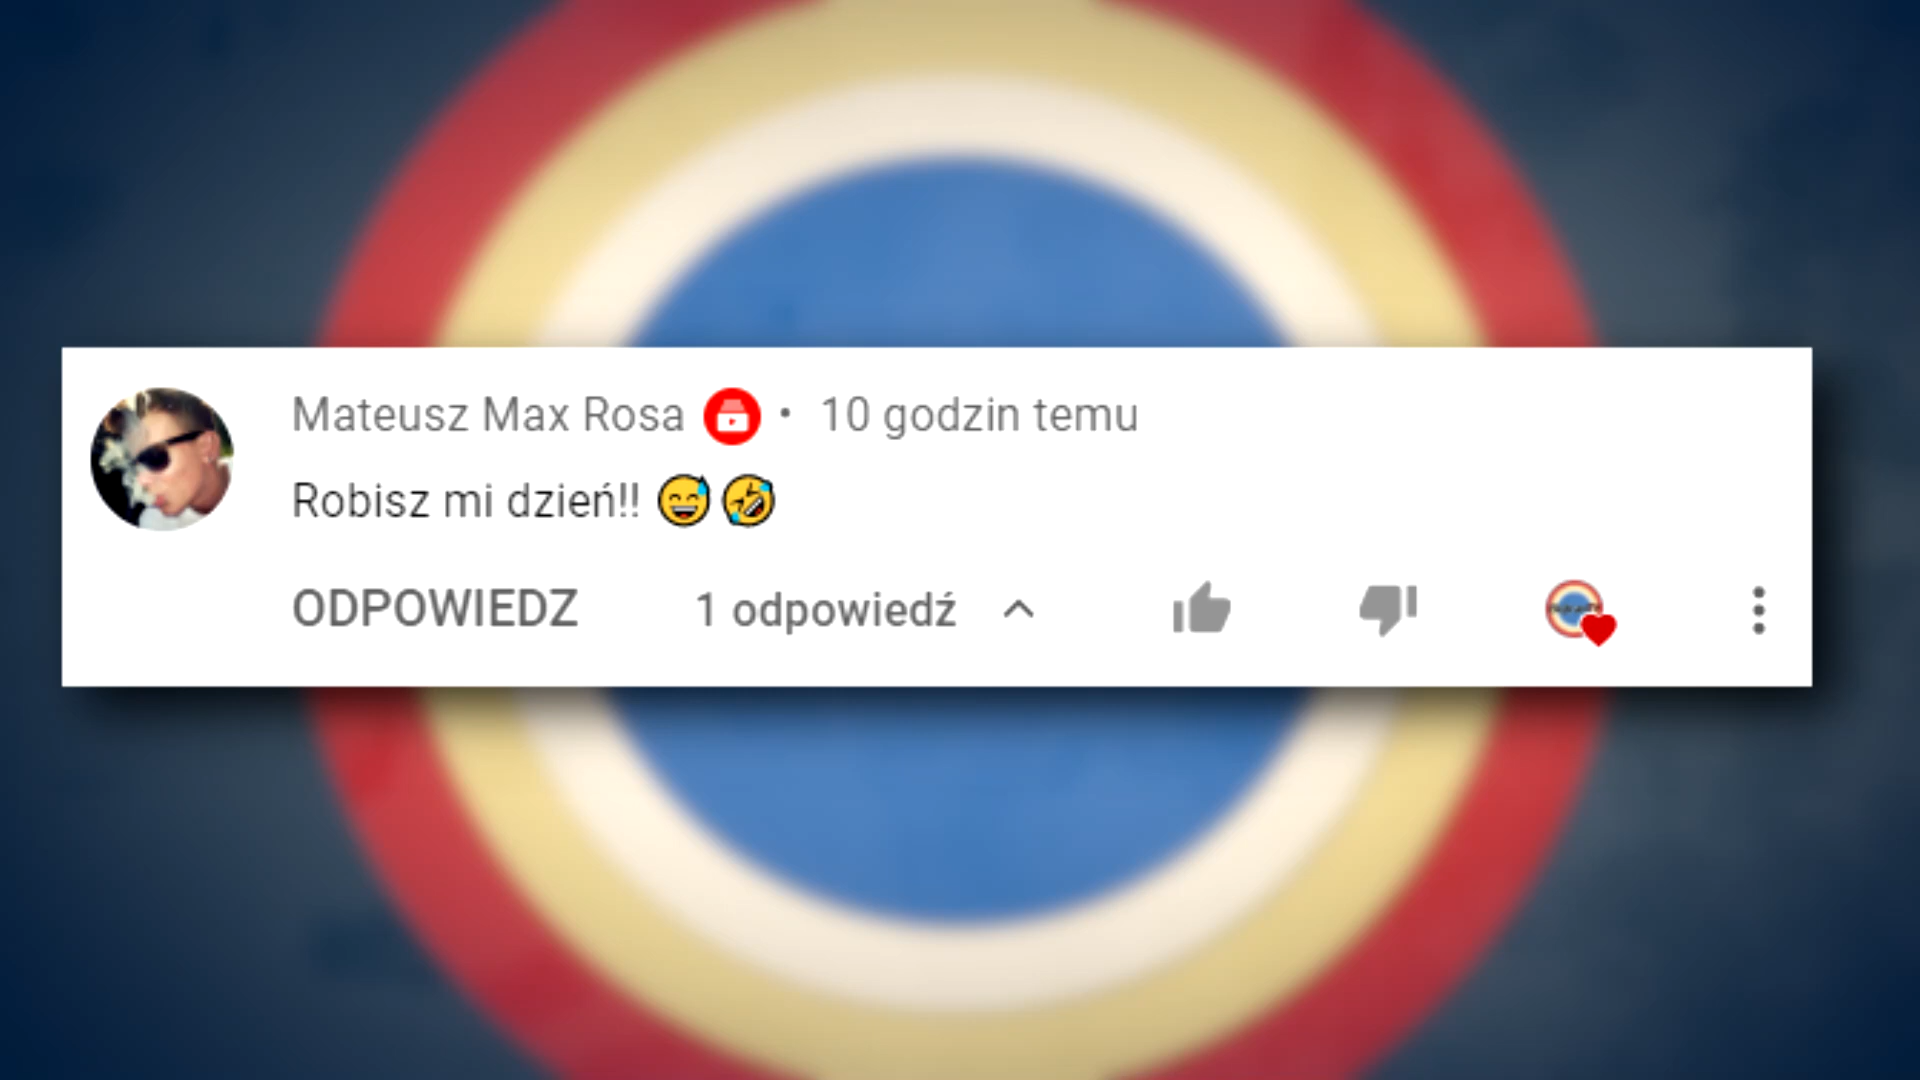 Mateusz Max Rosa • 10 godzin temu
Robisz mi dzień!! 😅🤣
ODPOWIEDZ 1 odpowiedź